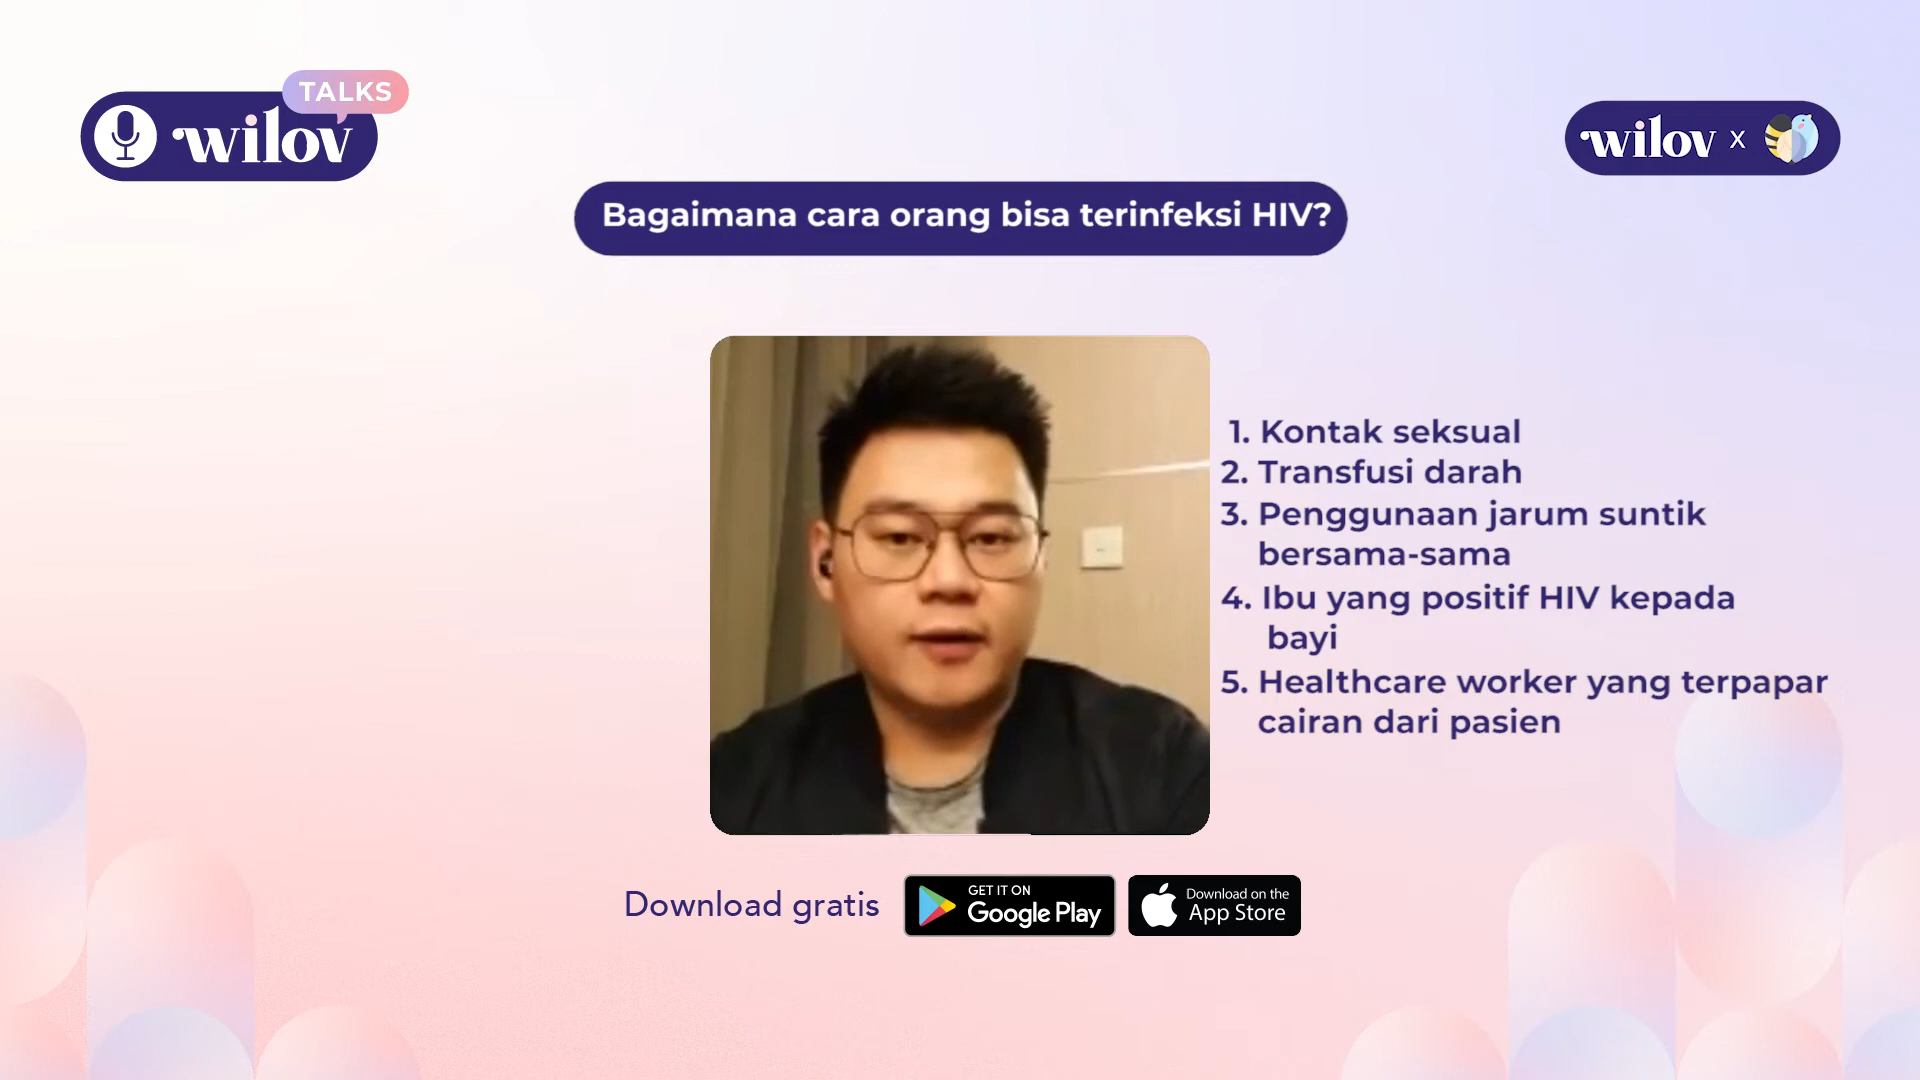 TALKS
wilov
wilov x
Bagaimana cara orang bisa terinfeksi HIV?
1. Kontak seksual
2. Transfusi darah
3. Penggunaan jarum suntik
bersama-sama
4. Ibu yang positif HIV kepada
bayi
5. Healthcare worker yang terpapar
cairan dari pasien
Download gratis
GET IT ON
Google Play
Download on the
App Store